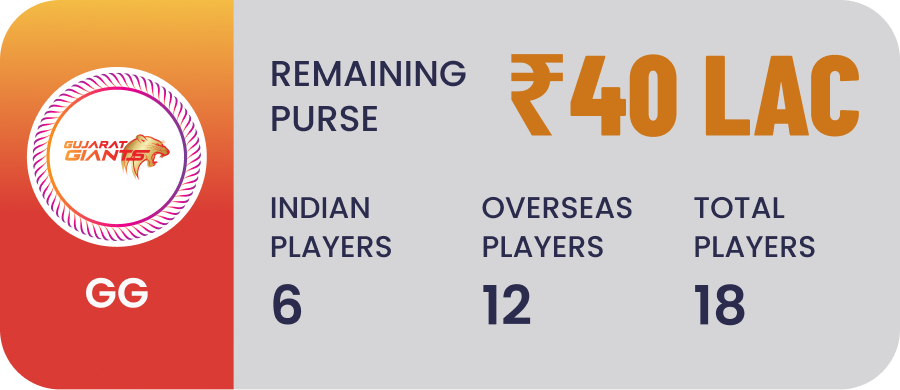 GUJARAT
GIANTS
GG
REMAINING
PURSE
₹40 LAC
INDIAN
PLAYERS
6
OVERSEAS
PLAYERS
12
TOTAL
PLAYERS
18